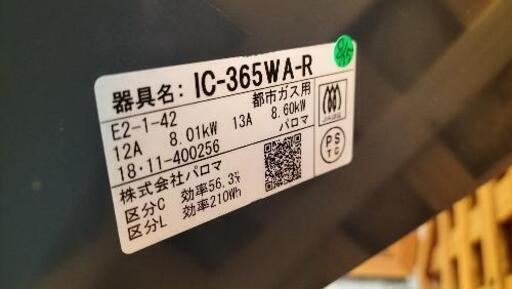 器具名: IC-365WA-R
E2-1-42 都市ガス用
12A 8.01kW 13A 8.60kW
18・11-400256 パロマ
株式会社パロマ
区分C 効率56.3%
区分L 効率210Wh
PS
TG